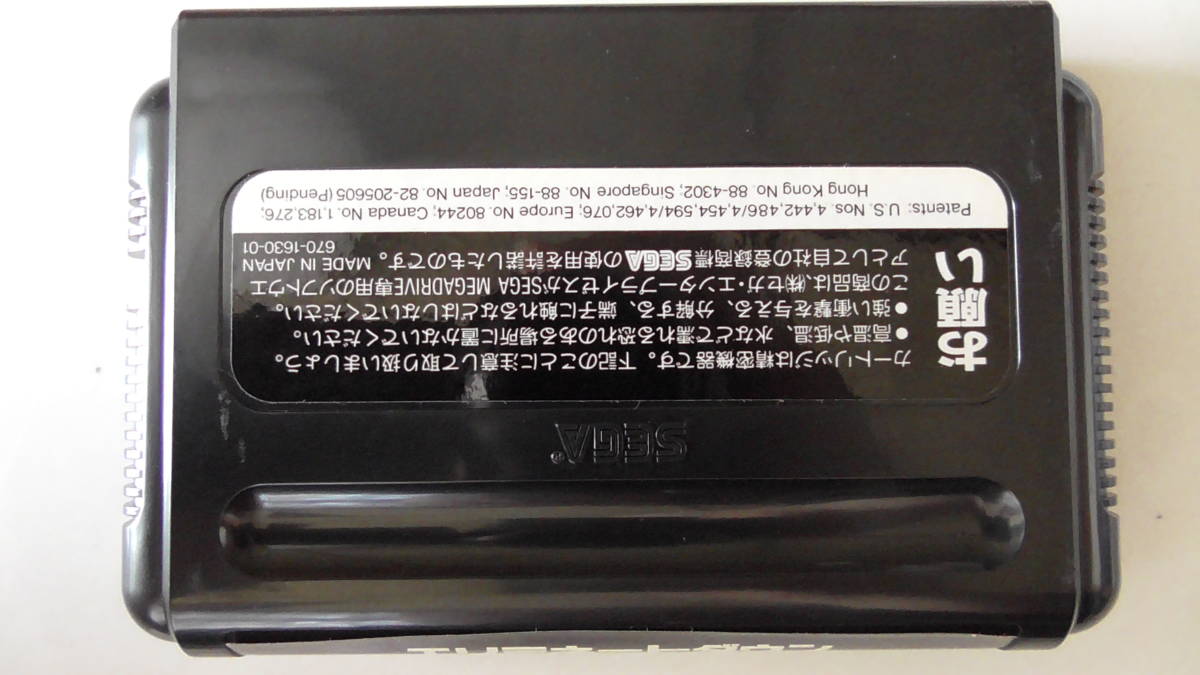 エリミネートダウン
SEGA®
お願い
カートリッジは精密機器です。下記のことに注意して取り扱いましょう。
●高温や低温、水などで濡れる恐れのある場所に置かないでください。
●強い衝撃を与える、分解する、端子に触れるなどはしないでください。
この商品は、㈱セガ・エンタープライゼスがSEGA MEGADRIVE専用のソフトウエ
アとして自社の登録商標SEGAの使用を許諾したものです。 MADE IN JAPAN
670-1630-01
Patents: U.S. Nos. 4,442,486/4,454,594/4,462,076; Europe No. 80244; Canada No. 1,183,276;
Hong Kong No. 88-4302; Singapore No. 88-155; Japan No. 82-205605 (Pending)